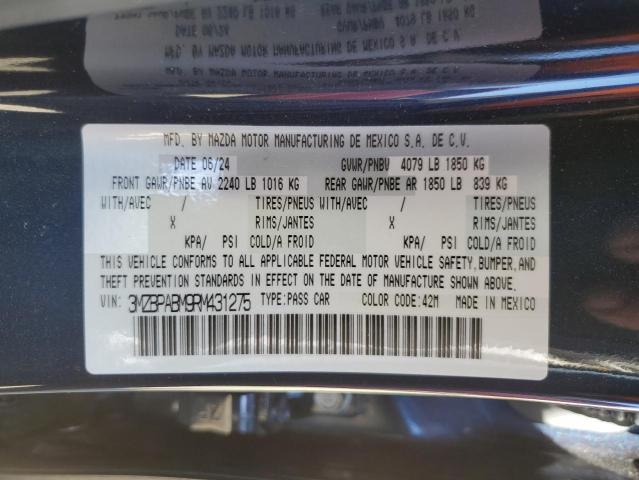 MFD. BY MAZDA MOTOR MANUFACTURING DE MEXICO S.A. DE C.V.
DATE 06/24 GVWR/PNBV 4079 LB 1850 KG
FRONT GAWR/PNBE AV 2240 LB 1016 KG REAR GAWR/PNBE AR 1850 LB 839 KG
WITH/AVEC / TIRES/PNEUS WITH/AVEC / TIRES/PNEUS
X RIMS/JANTES X RIMS/JANTES
KPA/ PSI COLD/A FROID KPA/ PSI COLD/A FROID
THIS VEHICLE CONFORMS TO ALL APPLICABLE FEDERAL MOTOR VEHICLE SAFETY, BUMPER, AND
THEFT PREVENTION STANDARDS IN EFFECT ON THE DATE OF MANUFACTURE SHOWN ABOVE.
VIN: 3MZBPABM9RM431275 TYPE:PASS CAR COLOR CODE:42M MADE IN MEXICO